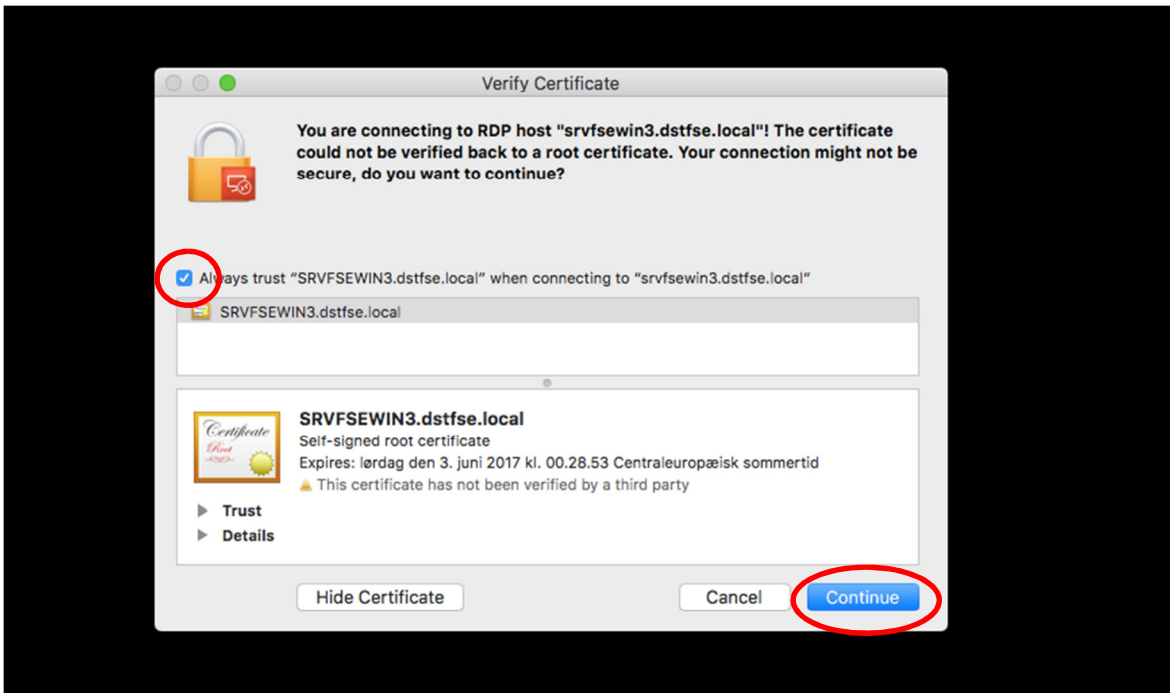 Verify Certificate
You are connecting to RDP host "srvfsewin3.dstfse.local"! The certificate
could not be verified back to a root certificate. Your connection might not be
secure, do you want to continue?
Always trust “SRVFSEWIN3.dstfse.local” when connecting to “srvfsewin3.dstfse.local”
SRVFSEWIN3.dstfse.local
Certificate
Root
SRVFSEWIN3.dstfse.local
Self-signed root certificate
Expires: lørdag den 3. juni 2017 kl. 00.28.53 Centraleuropæisk sommertid
This certificate has not been verified by a third party
Trust
Details
Hide Certificate
Cancel
Continue